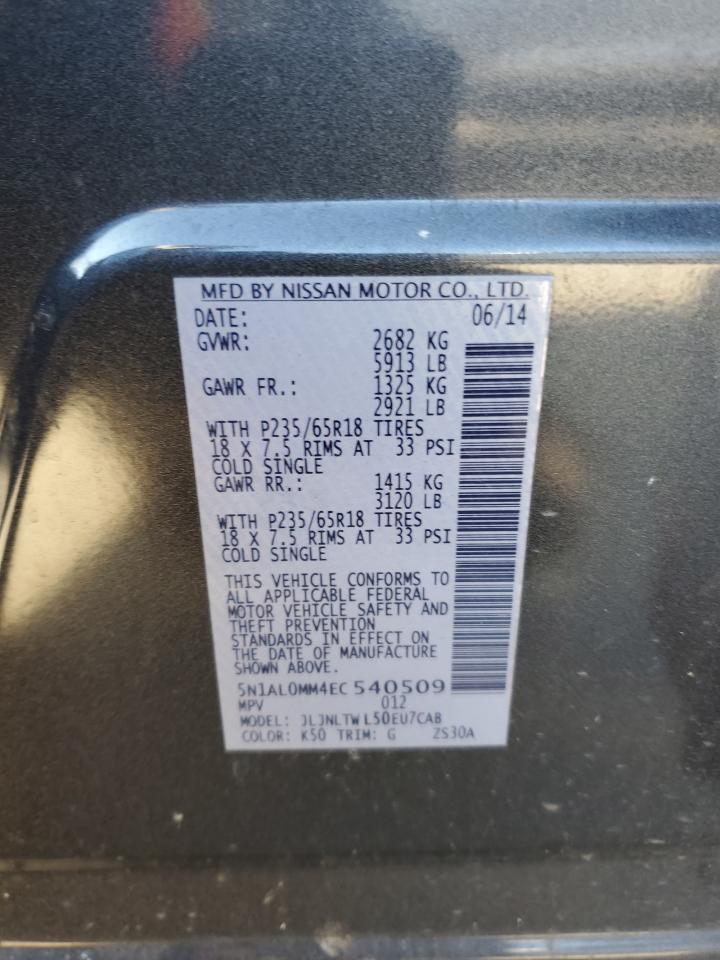 MFD BY NISSAN MOTOR CO., LTD.
DATE: 06/14
GVWR: 2682 KG
5913 LB
GAWR FR.: 1325 KG
2921 LB
WITH P235/65R18 TIRES
18 X 7.5 RIMS AT 33 PSI
COLD SINGLE
GAWR RR.: 1415 KG
3120 LB
WITH P235/65R18 TIRES
18 X 7.5 RIMS AT 33 PSI
COLD SINGLE
THIS VEHICLE CONFORMS TO
ALL APPLICABLE FEDERAL
MOTOR VEHICLE SAFETY AND
THEFT PREVENTION
STANDARDS IN EFFECT ON
THE DATE OF MANUFACTURE
SHOWN ABOVE.
5N1AL0MM4EC540509
MPV 012
MODEL: JLJNLTWL50EU7CAB
COLOR: K50 TRIM: G ZS30A